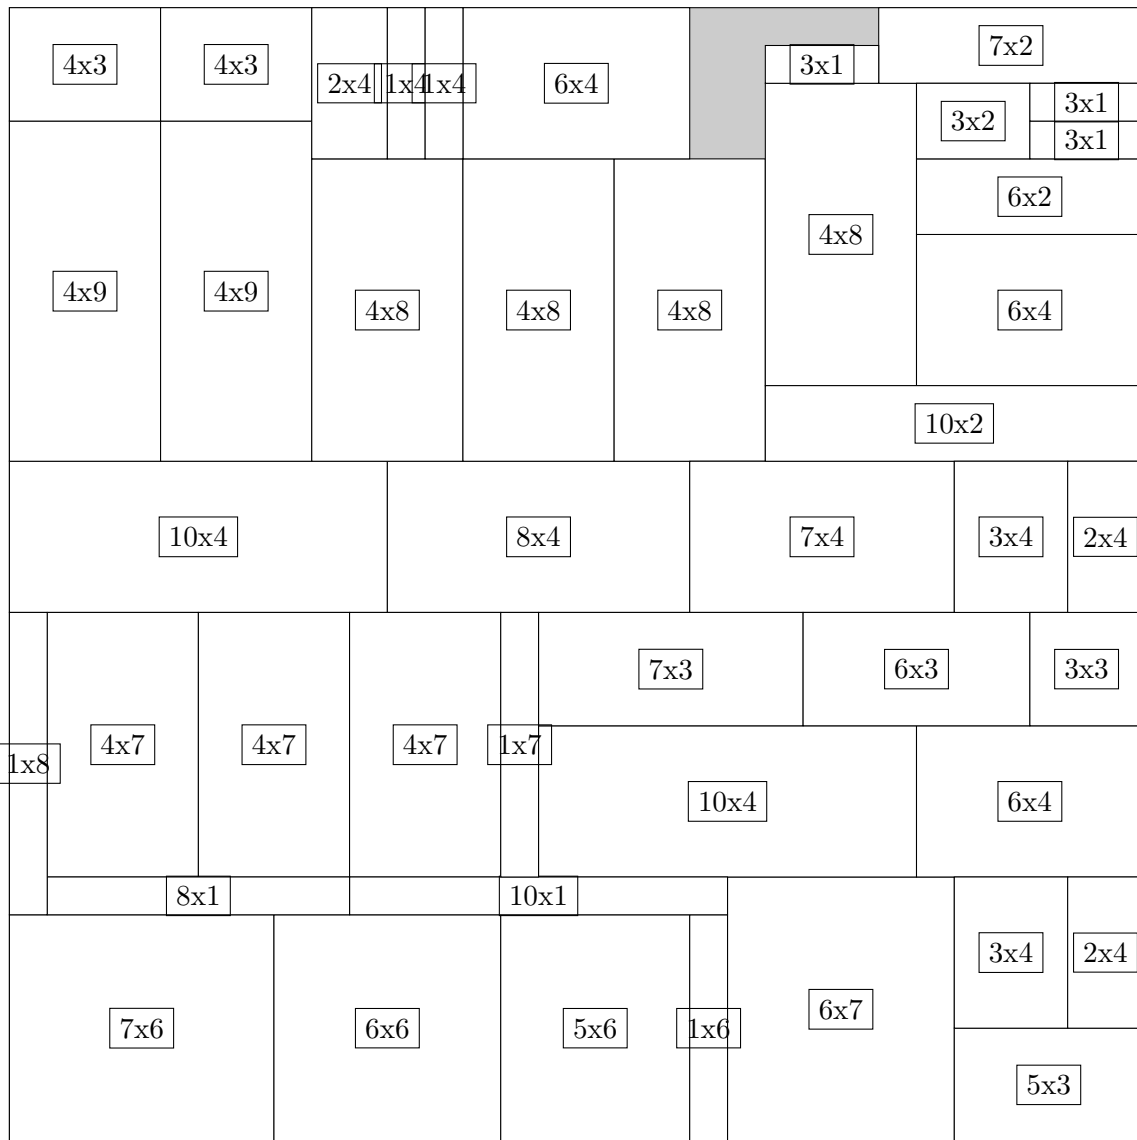 4x3 4x3 2x4 1x4 1x4 6x4 3x1 7x2
3x2 3x1
3x1
6x2
4x9 4x9 4x8 4x8 4x8 4x8 6x4
10x2
10x4 8x4 7x4 3x4 2x4
7x3 6x3 3x3
1x8 4x7 4x7 4x7 1x7 10x4 6x4
8x1 10x1
3x4 2x4
7x6 6x6 5x6 1x6 6x7
5x3